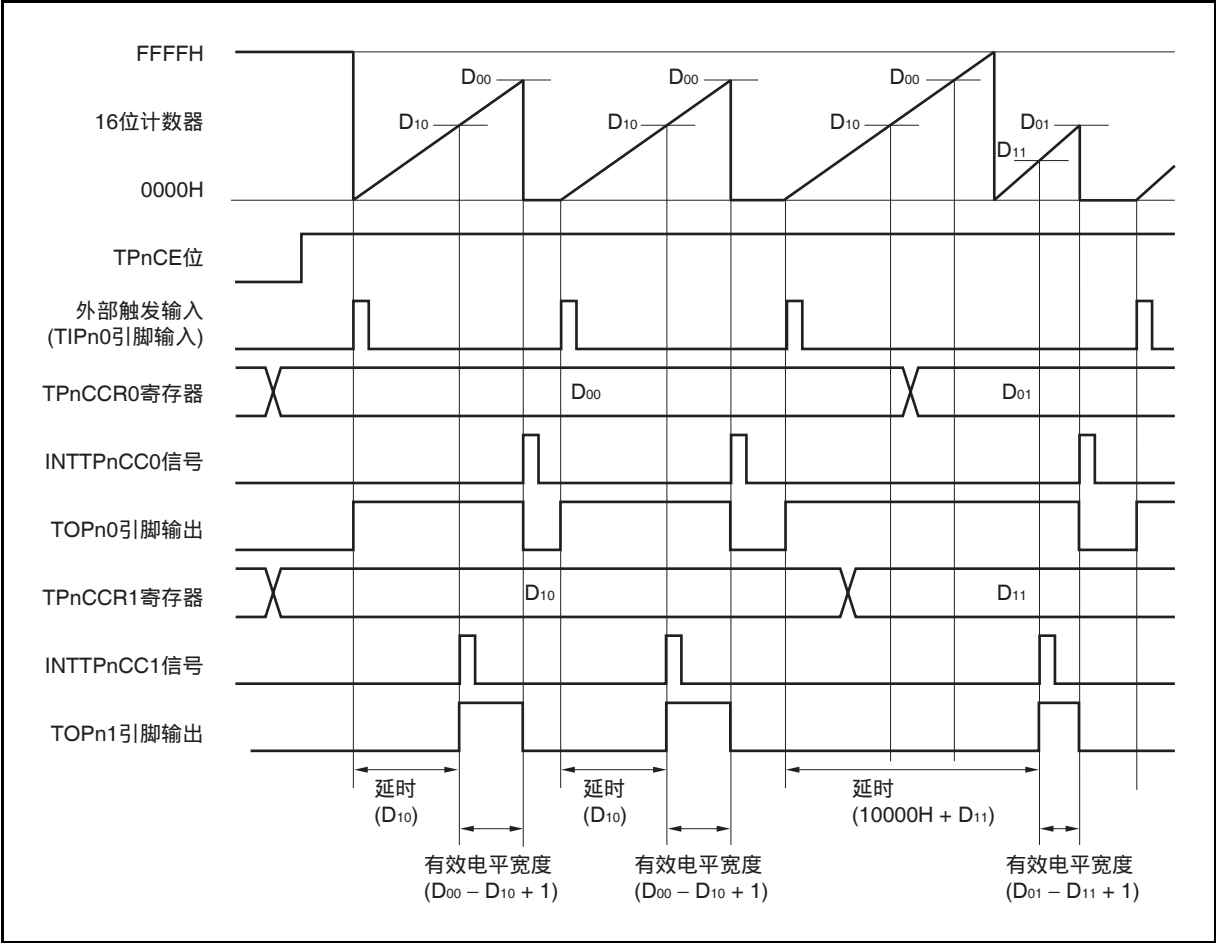 FFFFH
D00
D00
D00
16位计数器
D10
D10
D10
D01
D11
0000H
TPnCE位
外部触发输入
(TIPn0引脚输入)
TPnCCR0寄存器
D00
D01
INTTPnCC0信号
TOPn0引脚输出
TPnCCR1寄存器
D10
D11
INTTPnCC1信号
TOPn1引脚输出
延时
(D10)
延时
(D10)
延时
(10000H + D11)
有效电平宽度
(D00 − D10 + 1)
有效电平宽度
(D00 − D10 + 1)
有效电平宽度
(D01 − D11 + 1)